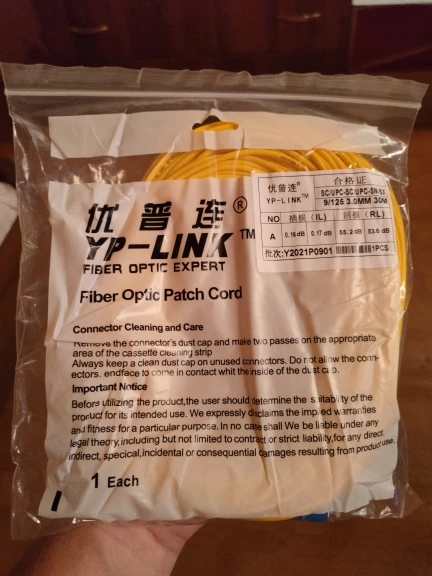 优普连®
YP-LINK™
FIBER OPTIC EXPERT
Fiber Optic Patch Cord
优普连®
YP-LINK™
合格证
SC/UPC-SC/UPC-SN-SX
9/125 3.0MM 30M
NO 插损 (IL) 回损 (RL)
A 0.16dB 0.17 dB 55.2 dB 53.6 dB
批次:Y2021P0901 1PCS
Connector Cleaning and Care
Remove the connector's dust cap and make two passes on the appropriate
area of the cassette cleaning strip
Always keep a clean dust cap on unused connectors. Do not allow the conn-
ectors. endface to come in contact whit the inside of the dust cap.
Important Notice
Before utilizing the product,the user should determine the suitability of the
product for its intended use. We expressly disclaims the implied warranties
and fitness for a particular purpose. In no case shall We be liable under any
legal theory,including but not limited to contract or strict liability,for any direct,
indirect, specical,incidental or consequential damages resulting from product use.
1 Each